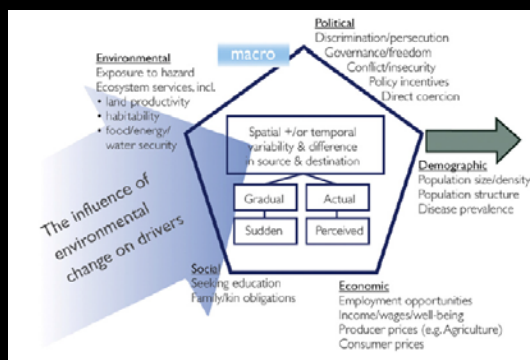 Political
Discrimination/persecution
Governance/freedom
Conflict/insecurity
Policy incentives
Direct coercion
macro
Environmental
Exposure to hazard
Ecosystem services, incl.
• land productivity
• habitability
• food/energy/
water security
Spatial +/or temporal
variability & difference
in source & destination
Gradual
Actual
Sudden
Perceived
Demographic
Population size/density
Population structure
Disease prevalence
The influence of
environmental
change on drivers
Social
Seeking education
Family/kin obligations
Economic
Employment opportunities
Income/wages/well-being
Producer prices (e.g. Agriculture)
Consumer prices